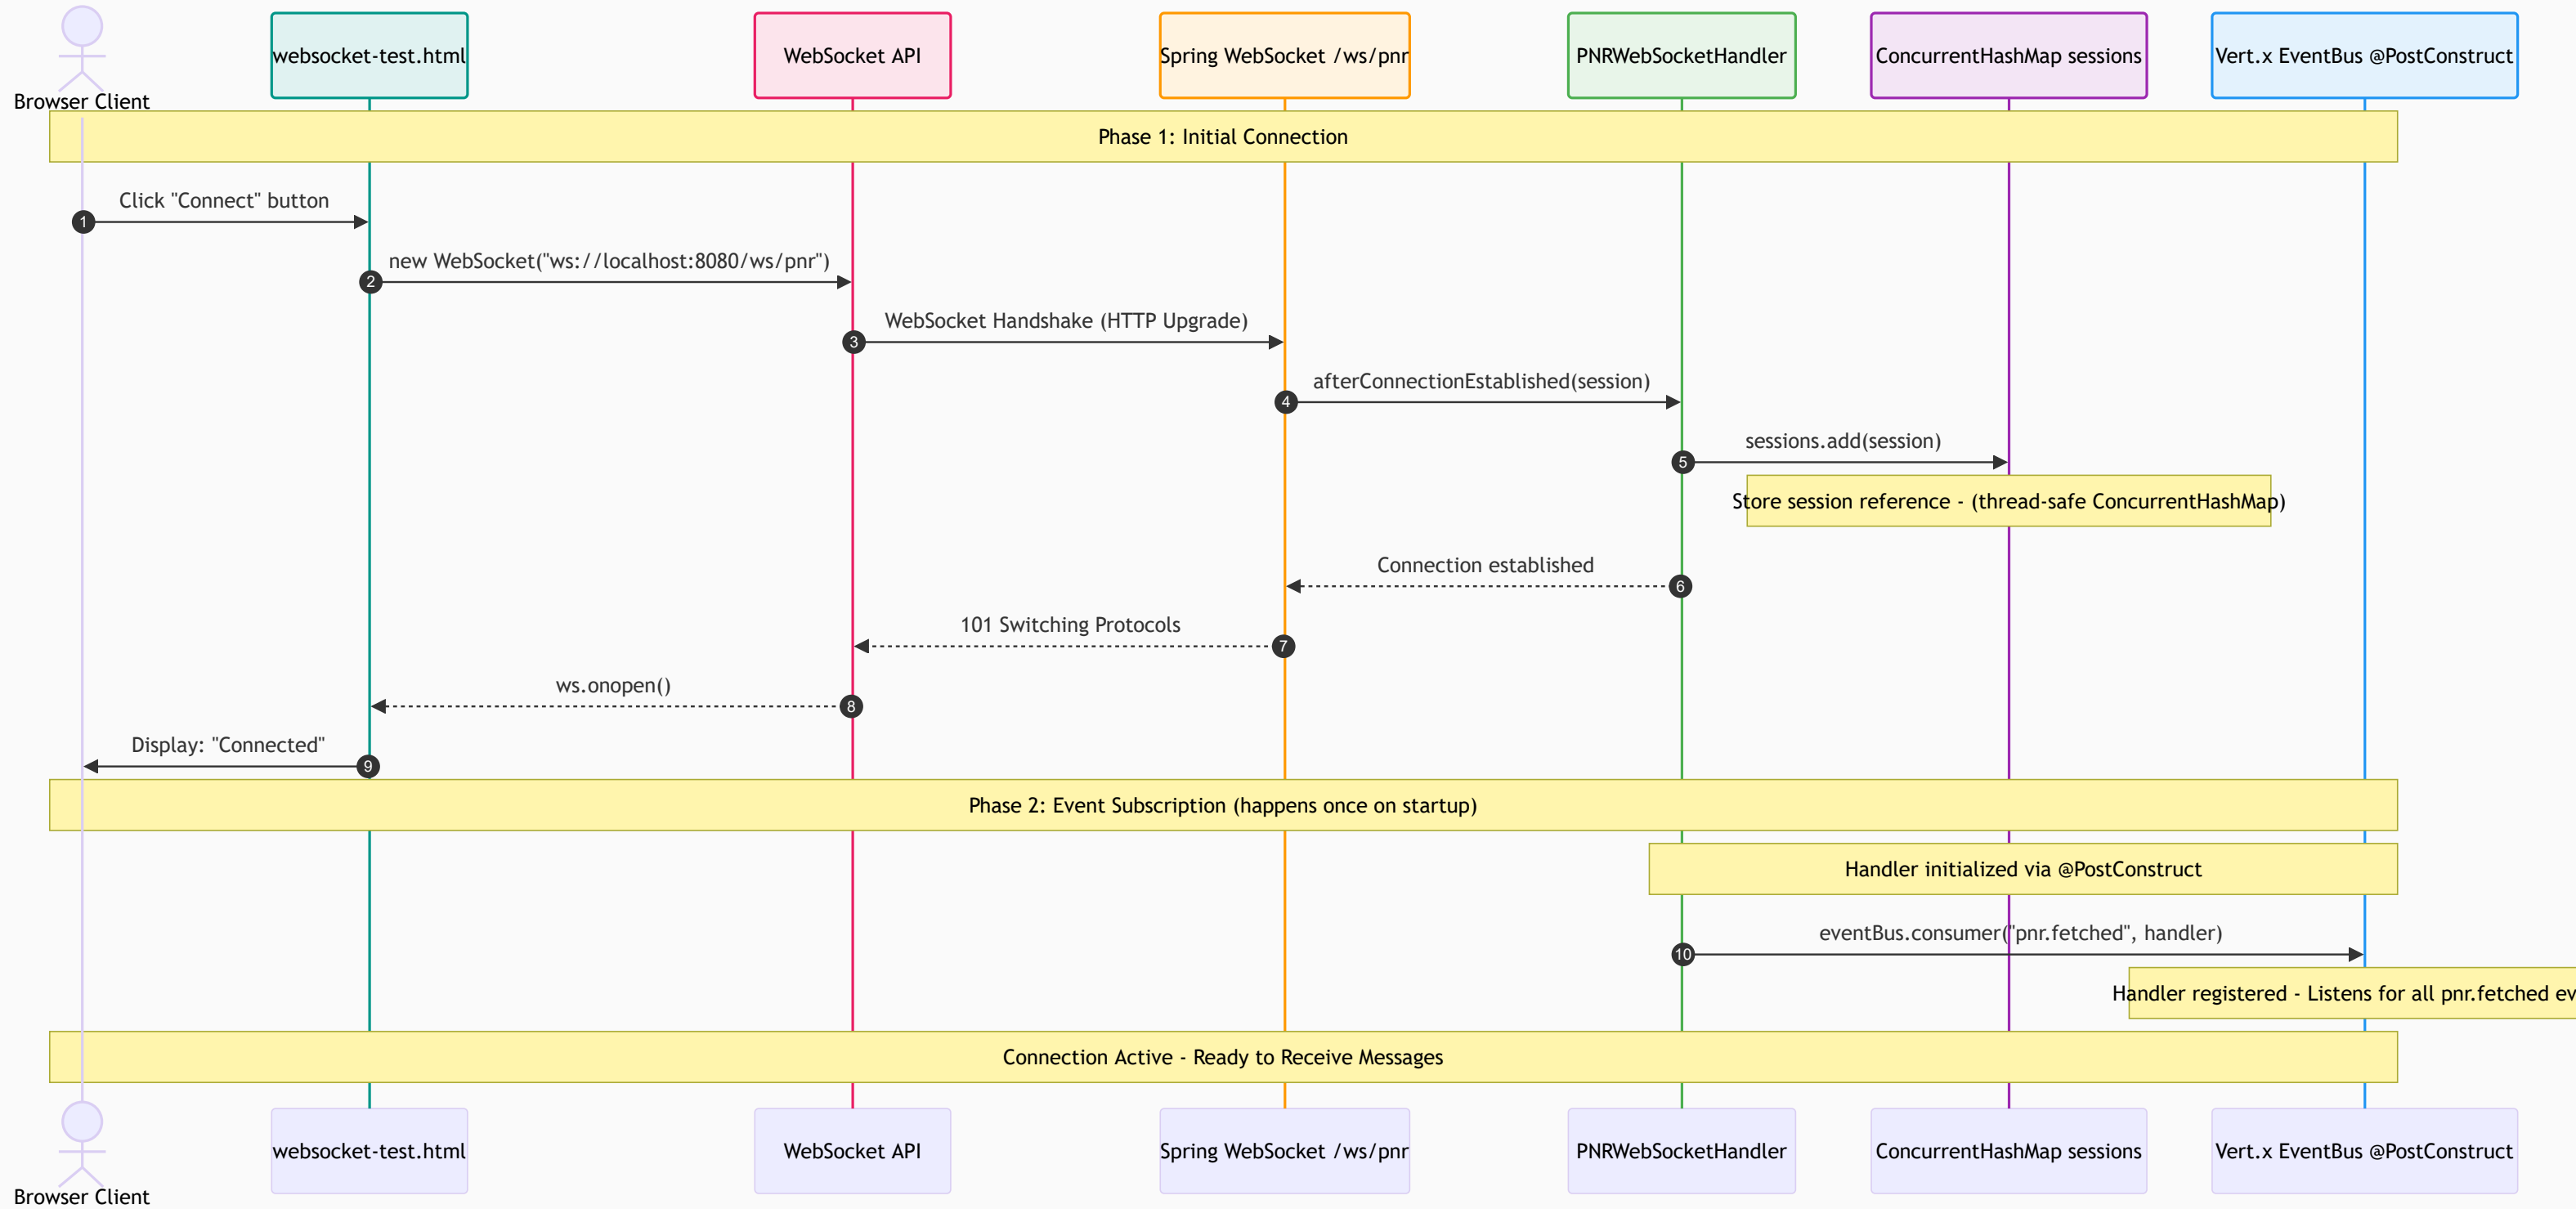 Browser Client
websocket-test.html
WebSocket API
Spring WebSocket /ws/pnr
PNRWebSocketHandler
ConcurrentHashMap sessions
Vert.x EventBus @PostConstruct
Phase 1: Initial Connection
Click "Connect" button
1
new WebSocket("ws://localhost:8080/ws/pnr")
2
WebSocket Handshake (HTTP Upgrade)
3
afterConnectionEstablished(session)
4
sessions.add(session)
5
Store session reference - (thread-safe ConcurrentHashMap)
Connection established
6
101 Switching Protocols
7
ws.onopen()
8
Display: "Connected"
9
Phase 2: Event Subscription (happens once on startup)
Handler initialized via @PostConstruct
eventBus.consumer("pnr.fetched", handler)
10
Handler registered - Listens for all pnr.fetched ev
Connection Active - Ready to Receive Messages
Browser Client
websocket-test.html
WebSocket API
Spring WebSocket /ws/pnr
PNRWebSocketHandler
ConcurrentHashMap sessions
Vert.x EventBus @PostConstruct